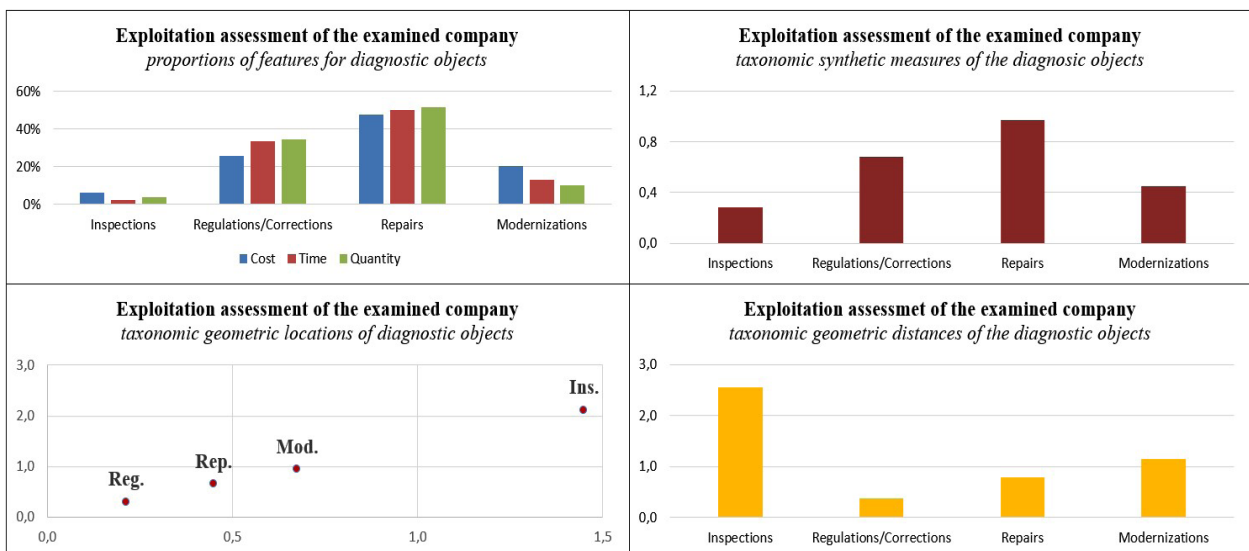 Exploitation assessment of the examined company
proportions of features for diagnostic objects
60%
40%
20%
0%
Inspections Regulations/Corrections Repairs Modernizations
Cost Time Quantity
Exploitation assessment of the examined company
taxonomic synthetic measures of the diagnosic objects
1,2
0,8
0,4
0,0
Inspections Regulations/Corrections Repairs Modernizations
Exploitation assessment of the examined company
taxonomic geometric locations of diagnostic objects
3,0
Ins.
2,0
Mod.
1,0
Rep.
Reg.
0,0
0,0 0,5 1,0 1,5
Exploitation assessmet of the examined company
taxonomic geometric distances of the diagnostic objects
3,0
2,0
1,0
0,0
Inspections Regulations/Corrections Repairs Modernizations